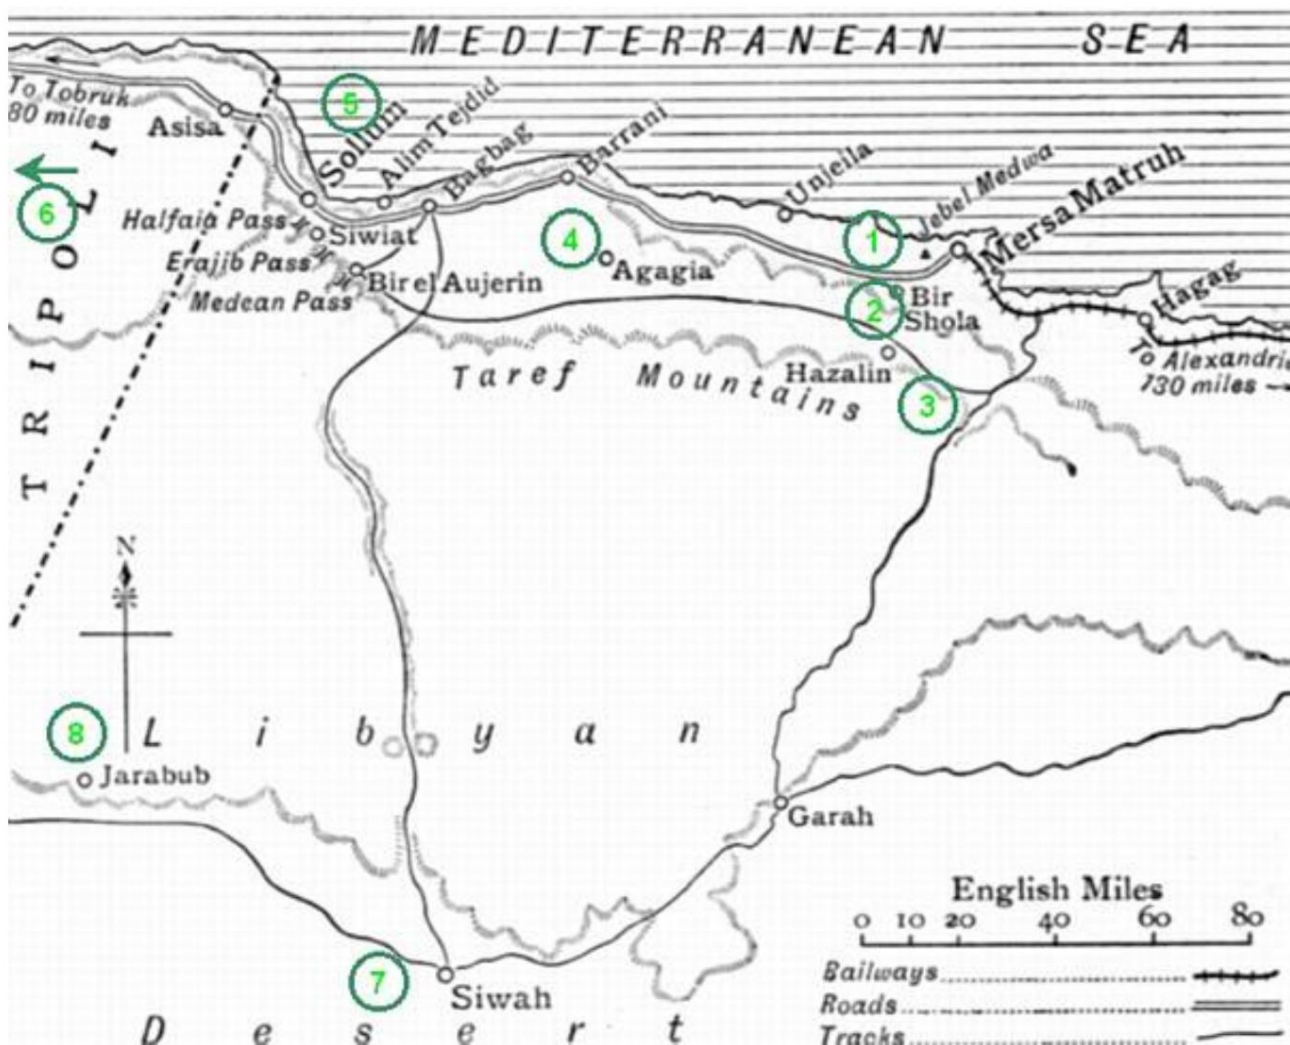 MEDITERRANEAN SEA
5
To Tobruk
80 miles
Asisa
Sollum
Alim Tejdid
Bagbag
Barrani
Unjeila
Jebel Medwa
Mersa Matruh
6
Halfaia Pass
Siwiat
4
1
Erajib Pass
Agagia
Medean Pass
Bir el Aujerin
2
Bir
Shola
Hagag
To Alexandria
130 miles
Taref Mountains
Hazalin
3
TRIPOLI
N
8
Libyan
Jarabub
Garah
7
Siwah
Desert
English Miles
0 10 20 40 60 80
Railways
Roads
Tracks